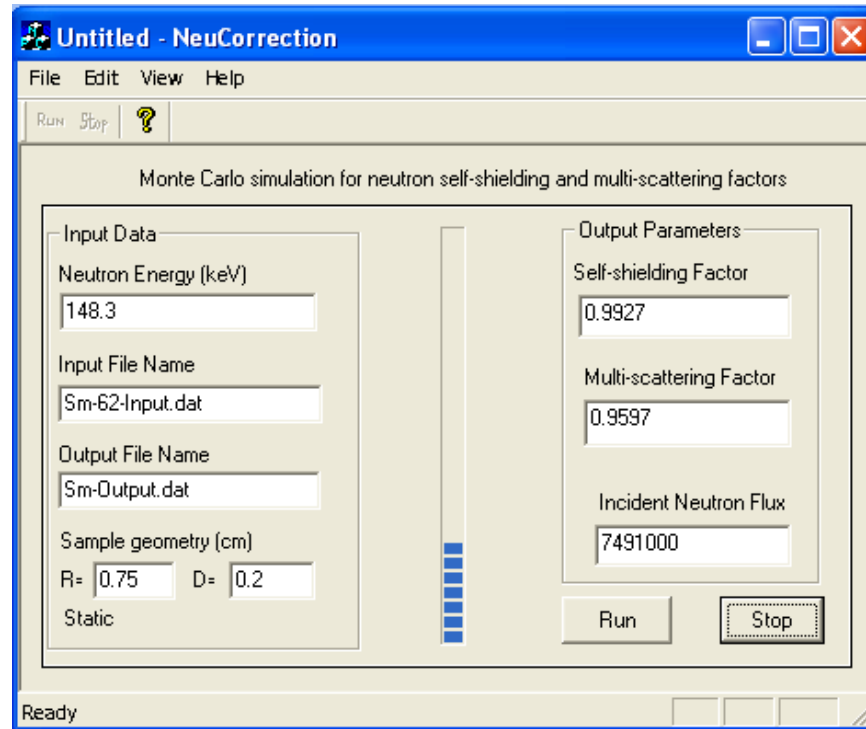 Untitled - NeuCorrection
File Edit View Help
Run Stop
Monte Carlo simulation for neutron self-shielding and multi-scattering factors
Input Data
Neutron Energy (keV)
148.3
Input File Name
Sm-62-Input.dat
Output File Name
Sm-Output.dat
Sample geometry (cm)
R= 0.75 D= 0.2
Static
Output Parameters
Self-shielding Factor
0.9927
Multi-scattering Factor
0.9597
Incident Neutron Flux
7491000
Run Stop
Ready